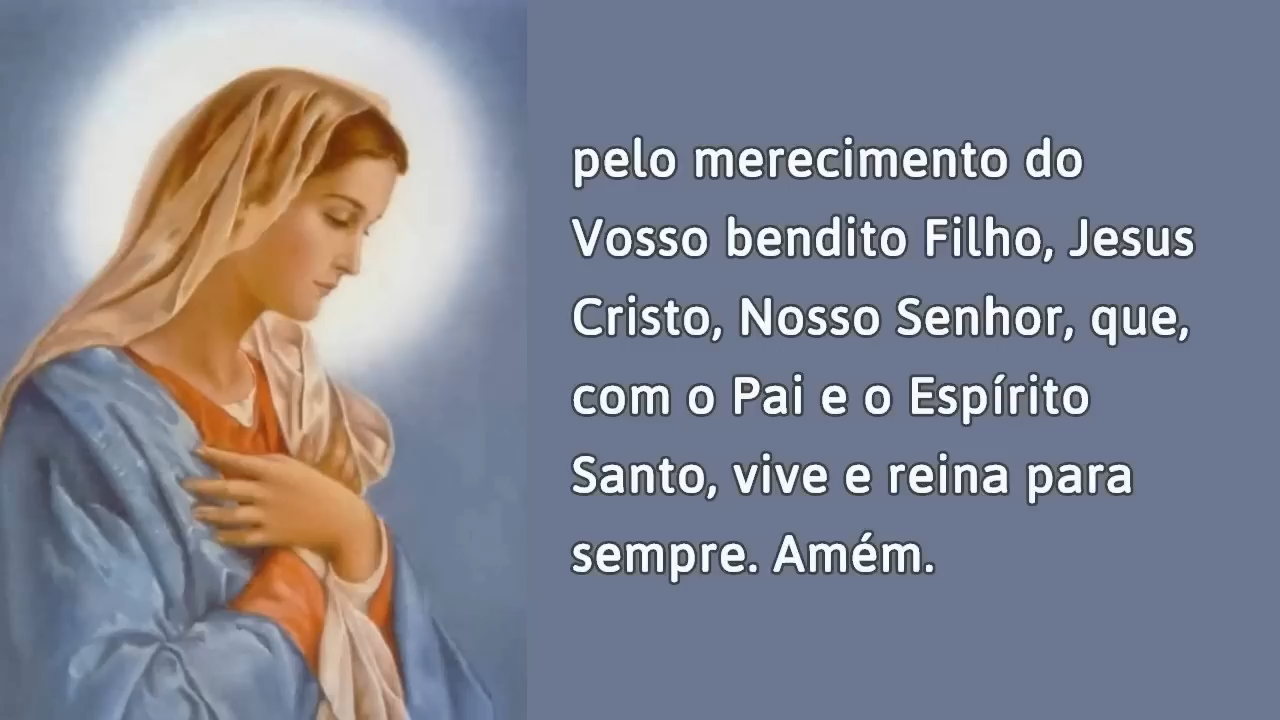 pelo merecimento do
Vosso bendito Filho, Jesus
Cristo, Nosso Senhor, que,
com o Pai e o Espírito
Santo, vive e reina para
sempre. Amém.